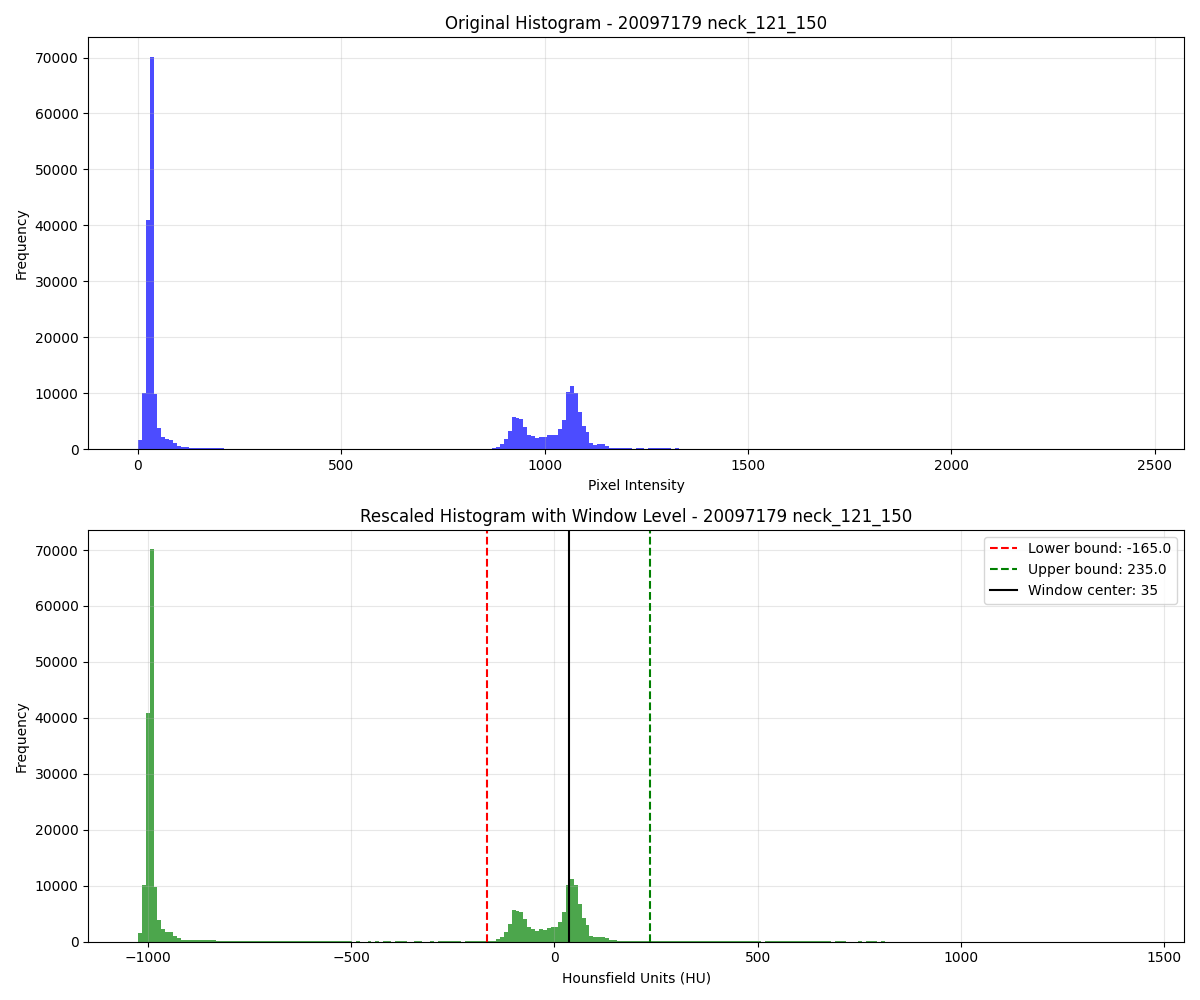 Original Histogram - 20097179 neck_121_150
70000
60000
50000
40000
30000
20000
10000
0
Frequency
0 500 1000 1500 2000 2500
Pixel Intensity
Rescaled Histogram with Window Level - 20097179 neck_121_150
70000
60000
50000
40000
30000
20000
10000
0
Frequency
Lower bound: -165.0
Upper bound: 235.0
Window center: 35
−1000 −500 0 500 1000 1500
Hounsfield Units (HU)